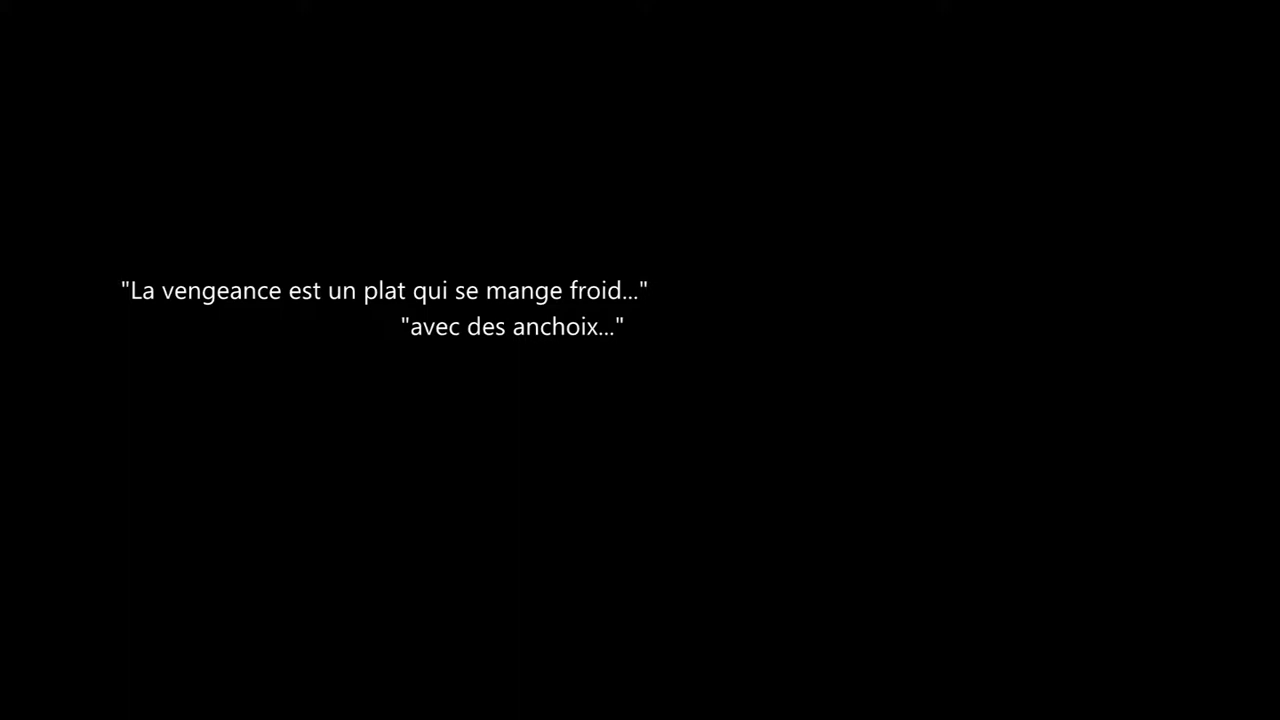 "La vengeance est un plat qui se mange froid..."
"avec des anchoix..."